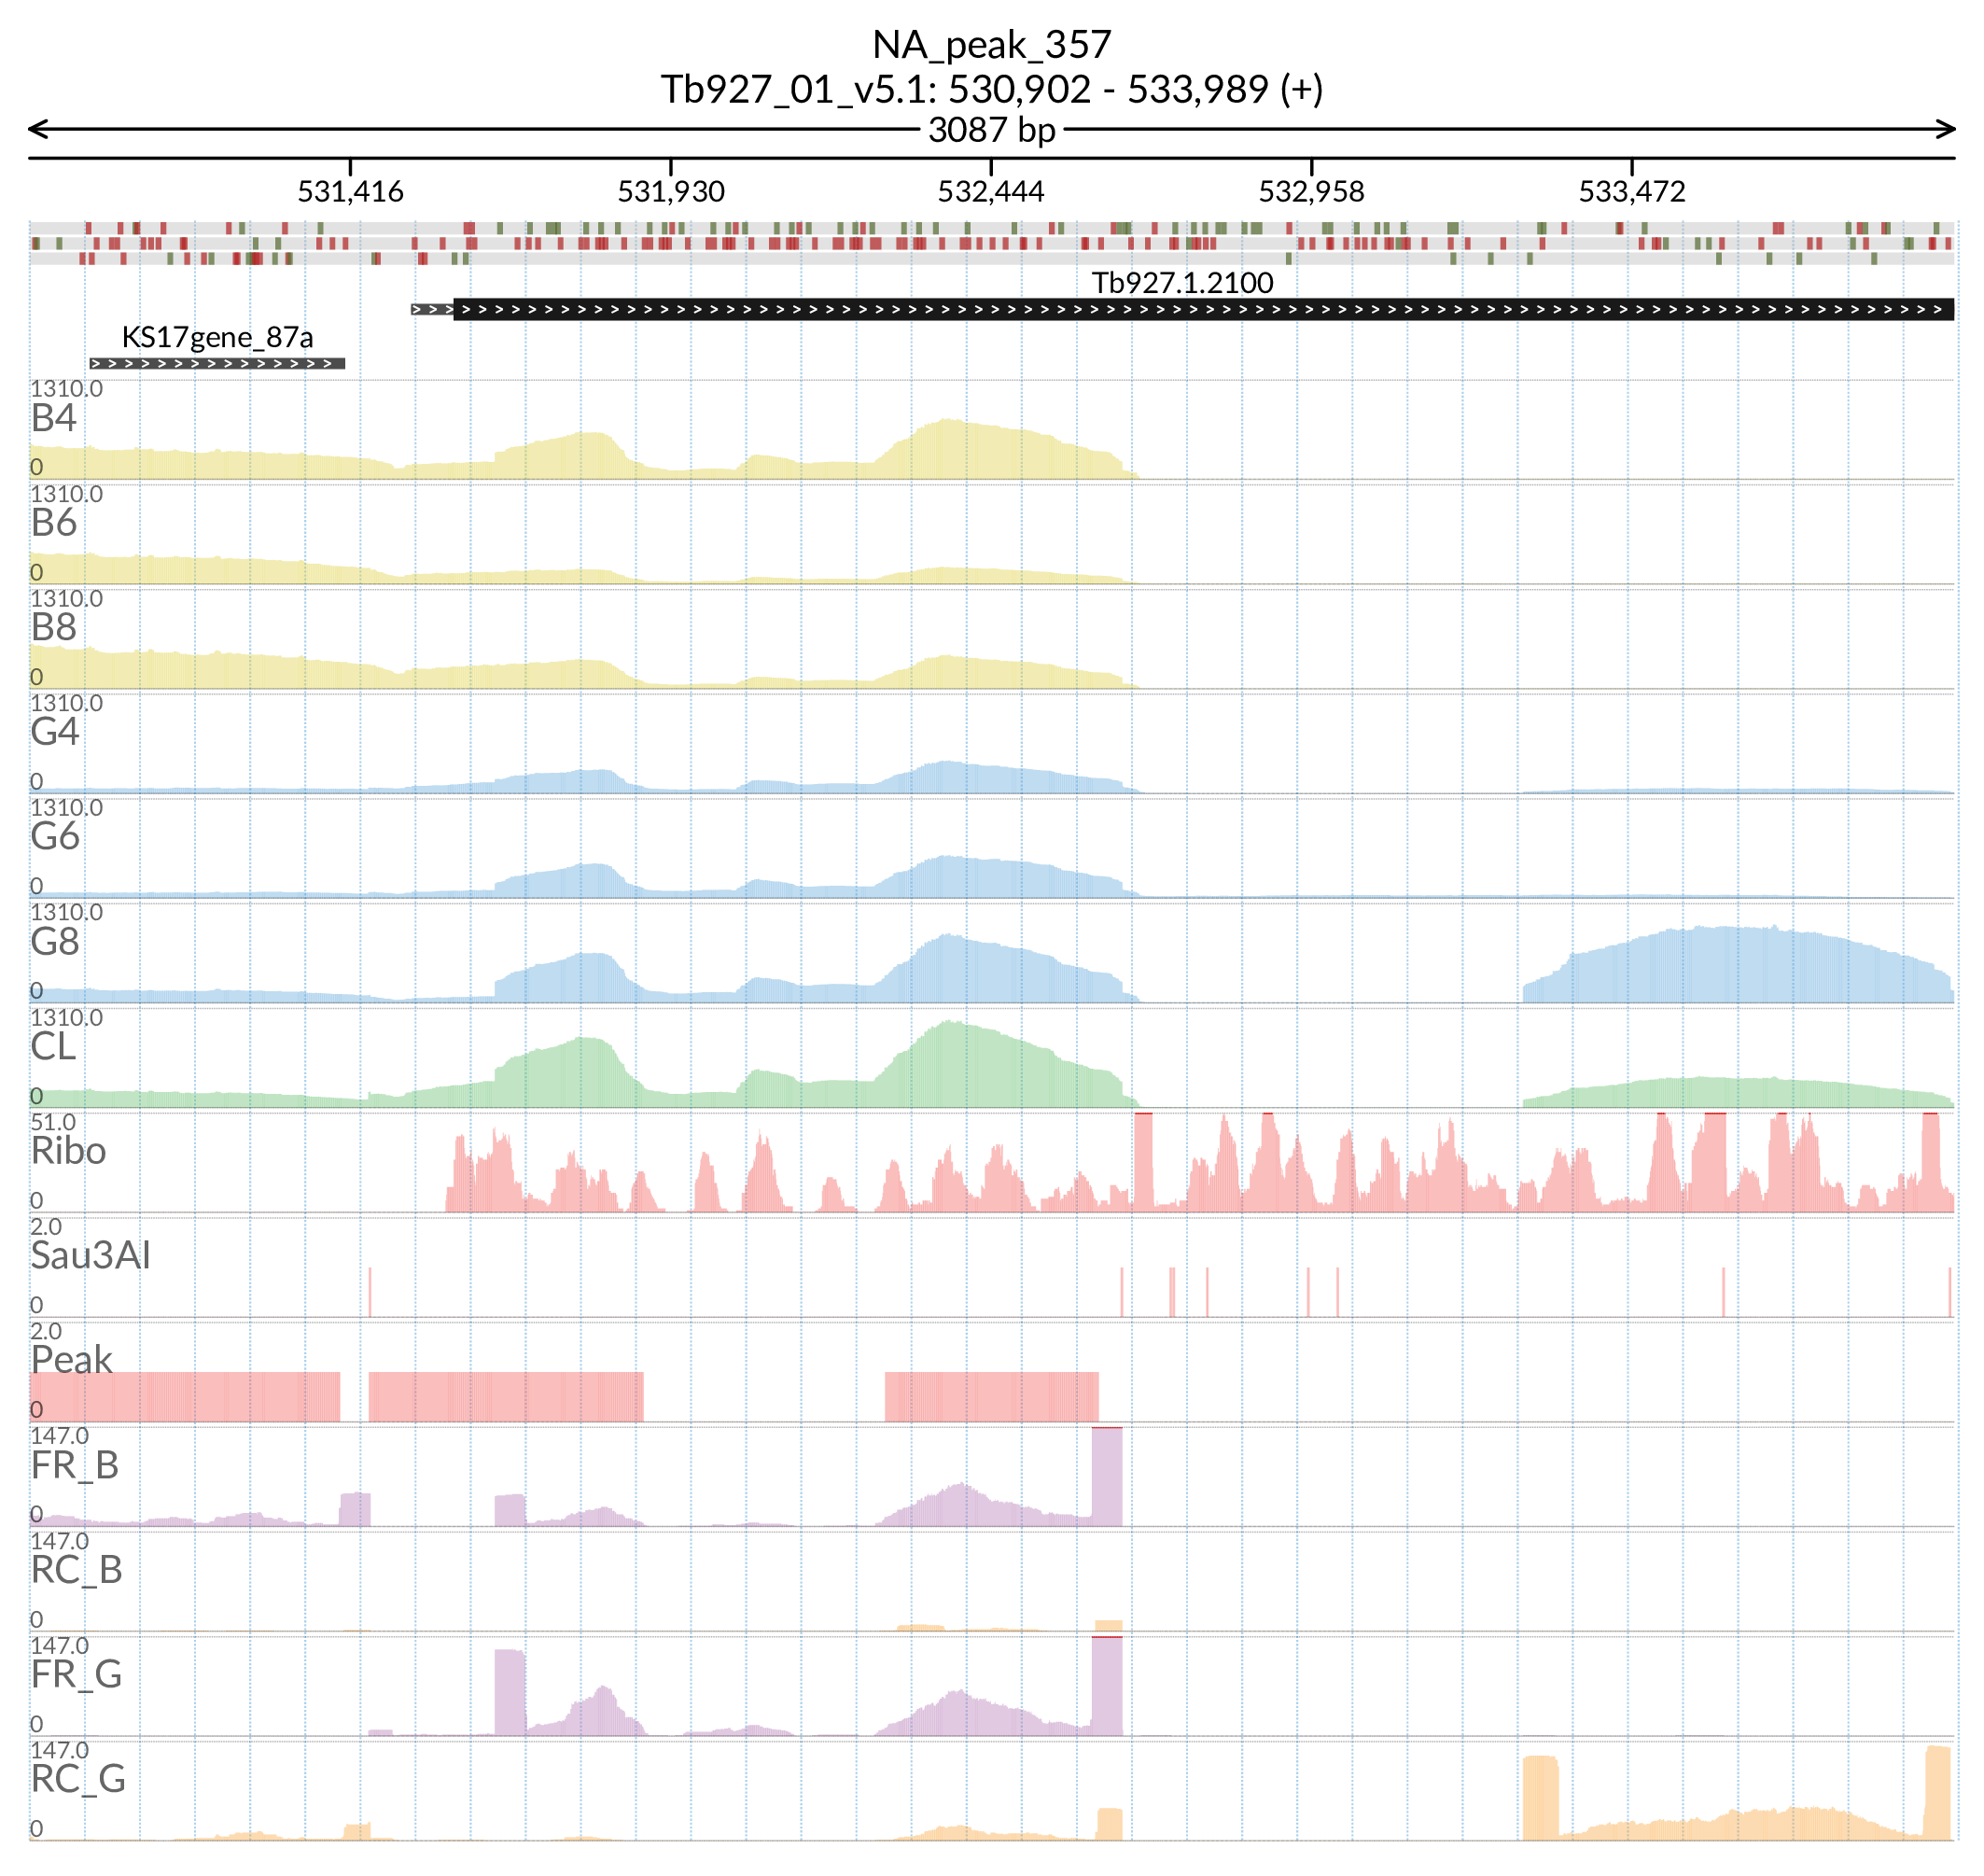 NA_peak_357
Tb927_01_v5.1: 530,902 - 533,989 (+)
3087 bp
531,416 531,930 532,444 532,958 533,472
Tb927.1.2100
KS17gene_87a
1310.0
B4
0
1310.0
B6
0
1310.0
B8
0
1310.0
G4
0
1310.0
G6
0
1310.0
G8
0
1310.0
CL
0
51.0
Ribo
0
2.0
Sau3AI
0
2.0
Peak
0
147.0
FR_B
0
147.0
RC_B
0
147.0
FR_G
0
147.0
RC_G
0